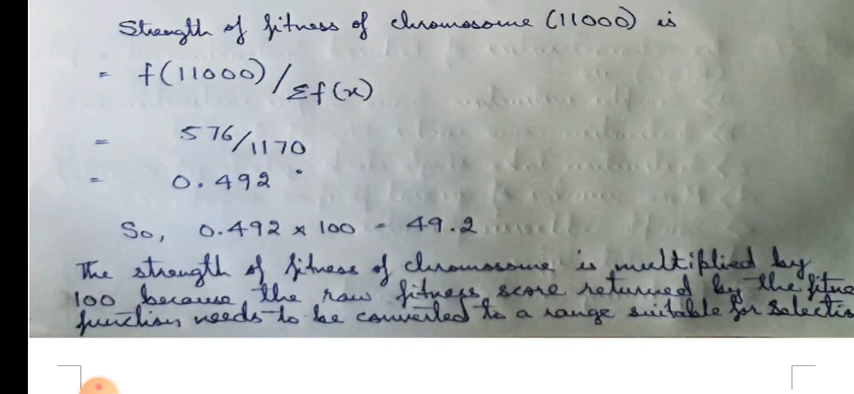 Strength of fitness of chromosome (11000) is
= f(11000)/Σf(x)
= 576/1170
= 0.492
So, 0.492 x 100 = 49.2
The strength of fitness of chromosome is multiplied by
100 because the raw fitness score returned by the fitne
function needs to be converted to a range suitable for selectio